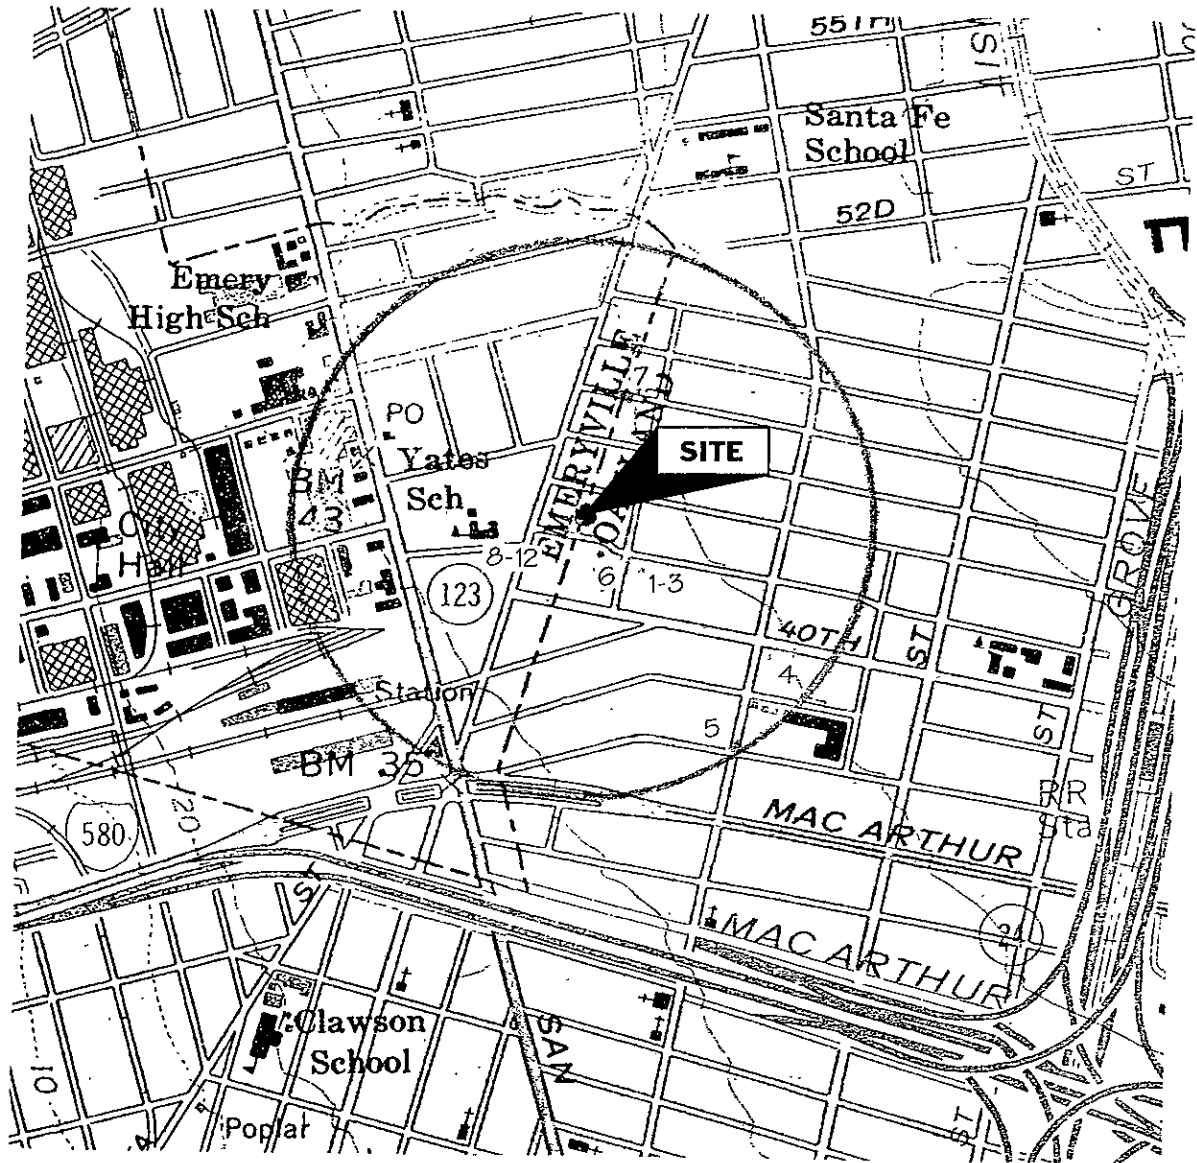 55TH
Santa Fe
School
ST
52D
Emery
High Sch
PO
EMERYVILLE
OAKLAND
7
SITE
Yates
Sch
BM
43
8-12
6
1-3
123
GROVE
40TH
ST
4
Station
5
ST
BM 35
RR
Sta
580
20
MAC ARTHUR
ST
24
MAC ARTHUR
Clawson
School
SAN
10
Poplar
ST